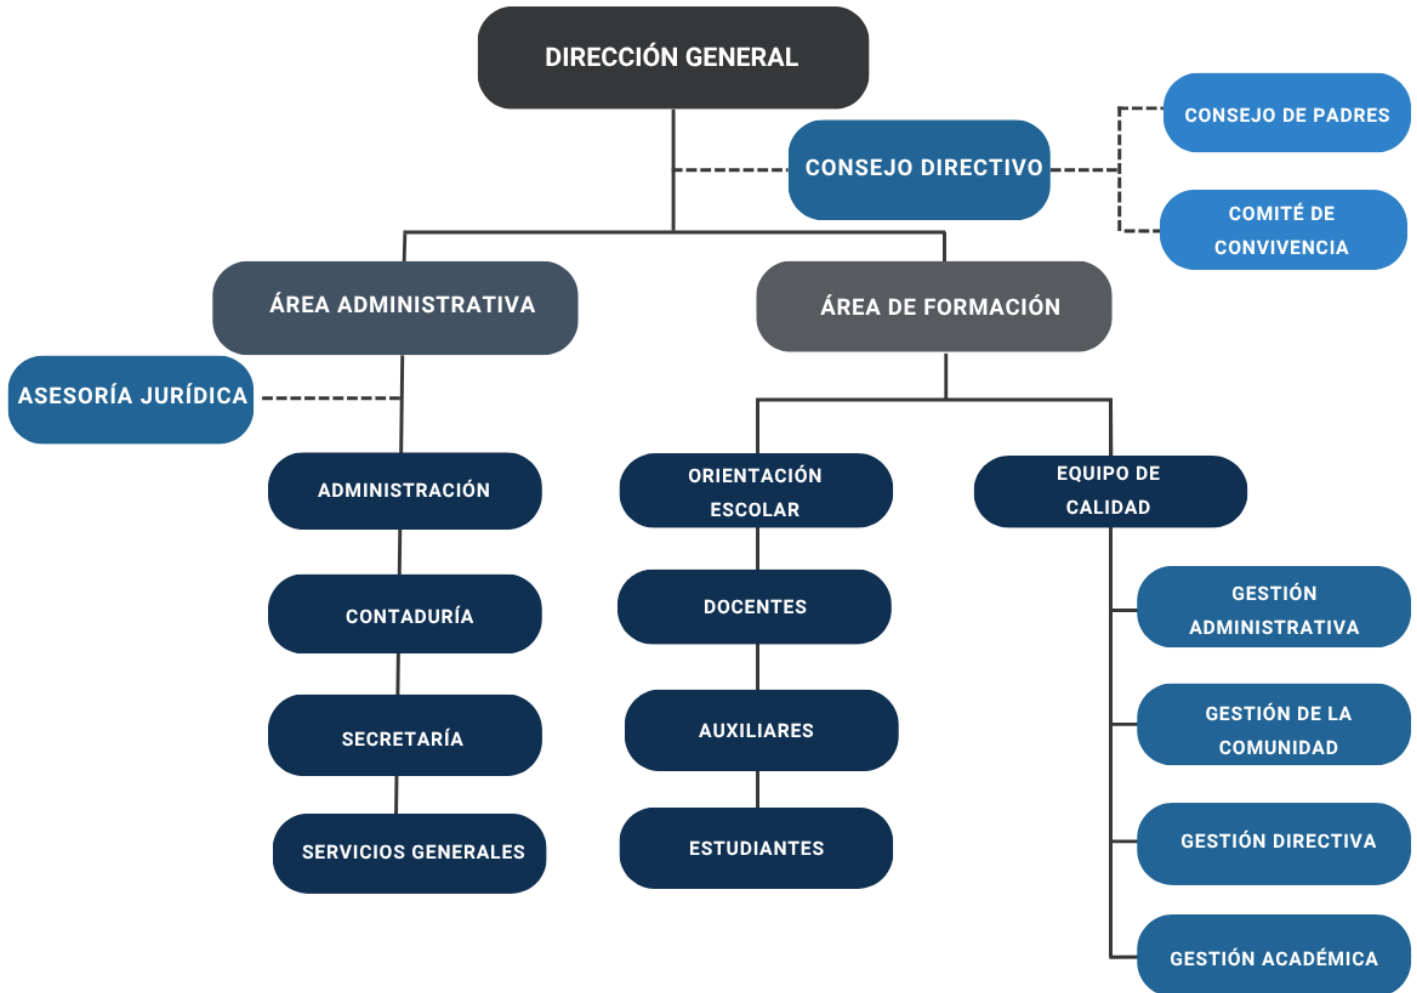 DIRECCIÓN GENERAL
CONSEJO DE PADRES
CONSEJO DIRECTIVO
COMITÉ DE
CONVIVENCIA
ÁREA ADMINISTRATIVA
ÁREA DE FORMACIÓN
ASESORÍA JURÍDICA
ADMINISTRACIÓN
ORIENTACIÓN
ESCOLAR
EQUIPO DE
CALIDAD
CONTADURÍA
DOCENTES
GESTIÓN
ADMINISTRATIVA
SECRETARÍA
AUXILIARES
GESTIÓN DE LA
COMUNIDAD
SERVICIOS GENERALES
ESTUDIANTES
GESTIÓN DIRECTIVA
GESTIÓN ACADÉMICA